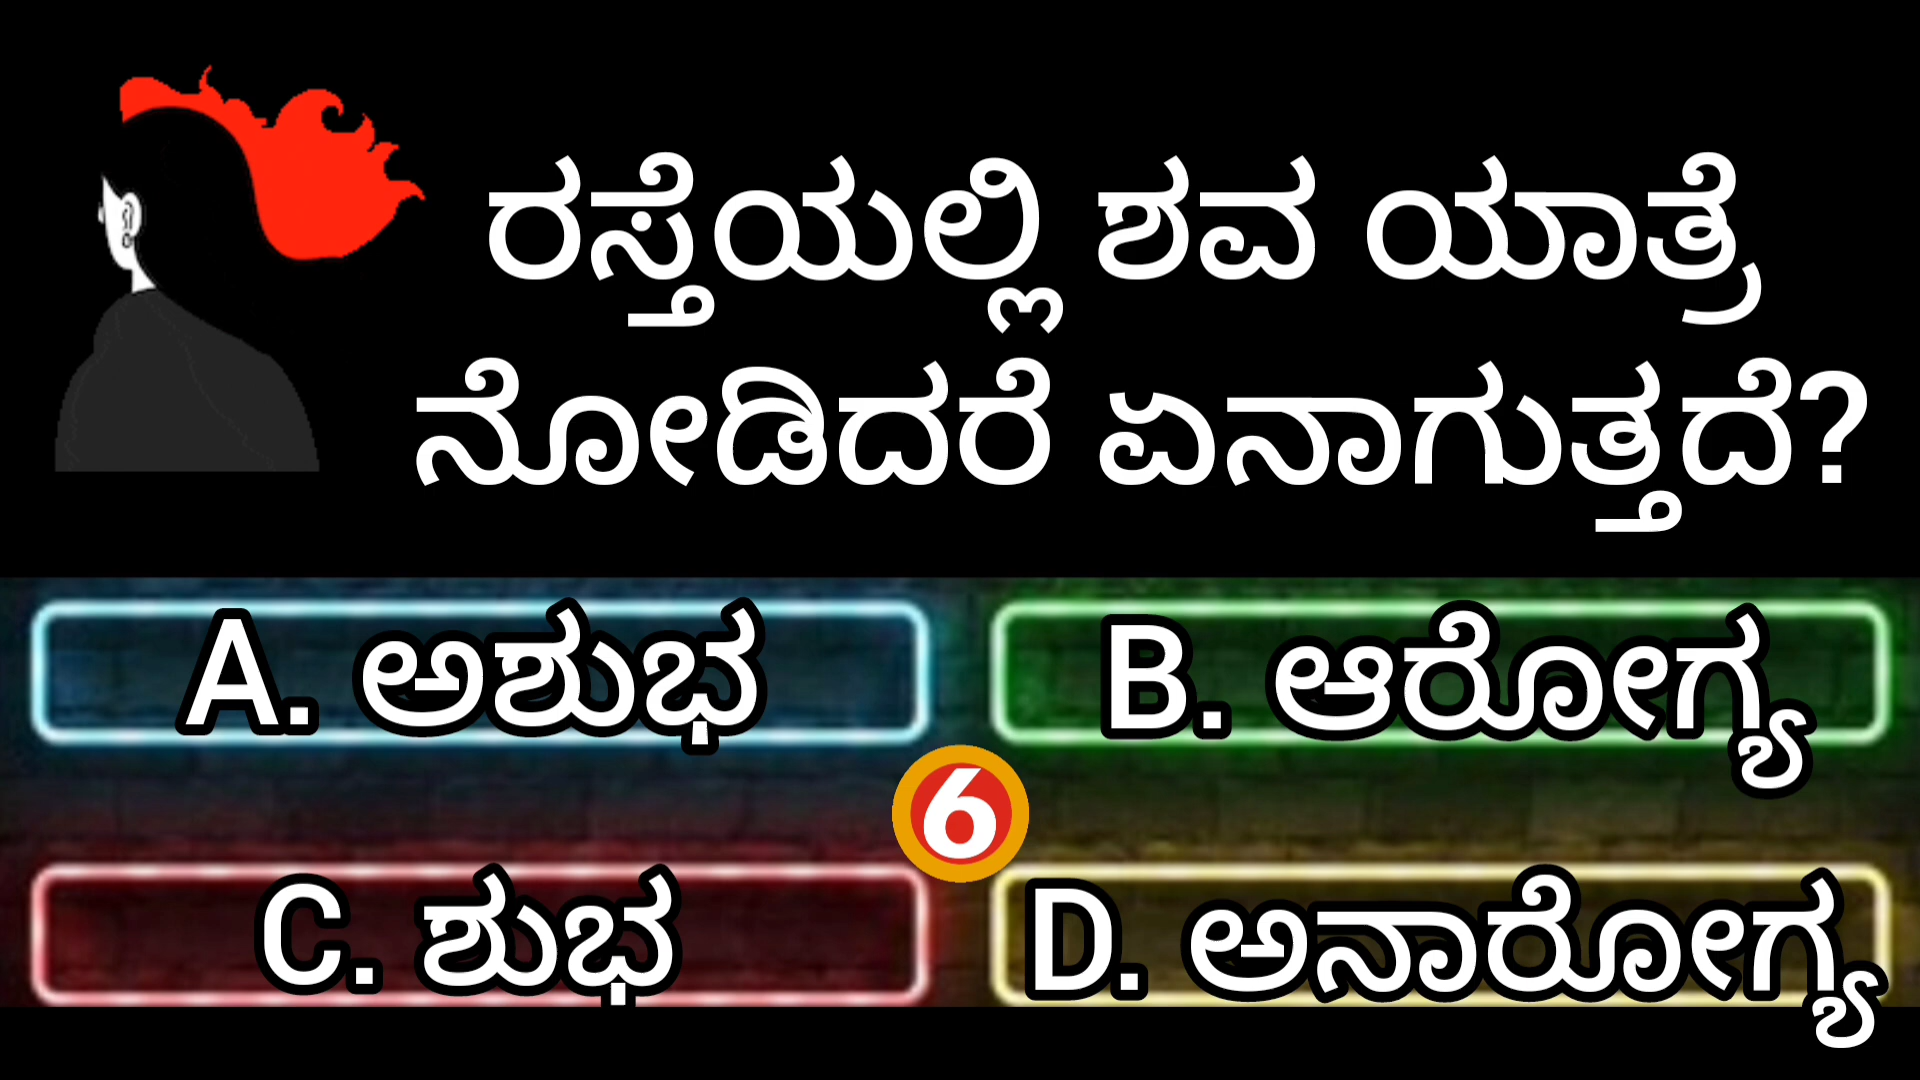 ರಸ್ತೆಯಲ್ಲಿ ಶವ ಯಾತ್ರೆ
ನೋಡಿದರೆ ಏನಾಗುತ್ತದೆ?
A. ಅಶುಭ
B. ಆರೋಗ್ಯ
6
C. ಶುಭ
D. ಅನಾರೋಗ್ಯ